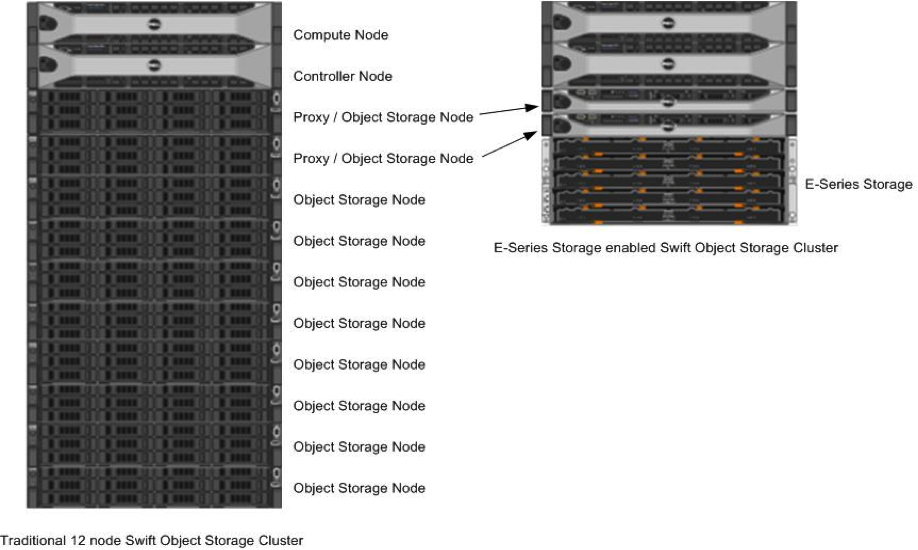 Compute Node
Controller Node
Proxy / Object Storage Node
Proxy / Object Storage Node
Object Storage Node
Object Storage Node
Object Storage Node
Object Storage Node
Object Storage Node
Object Storage Node
Object Storage Node
Object Storage Node
Traditional 12 node Swift Object Storage Cluster
E-Series Storage
E-Series Storage enabled Swift Object Storage Cluster